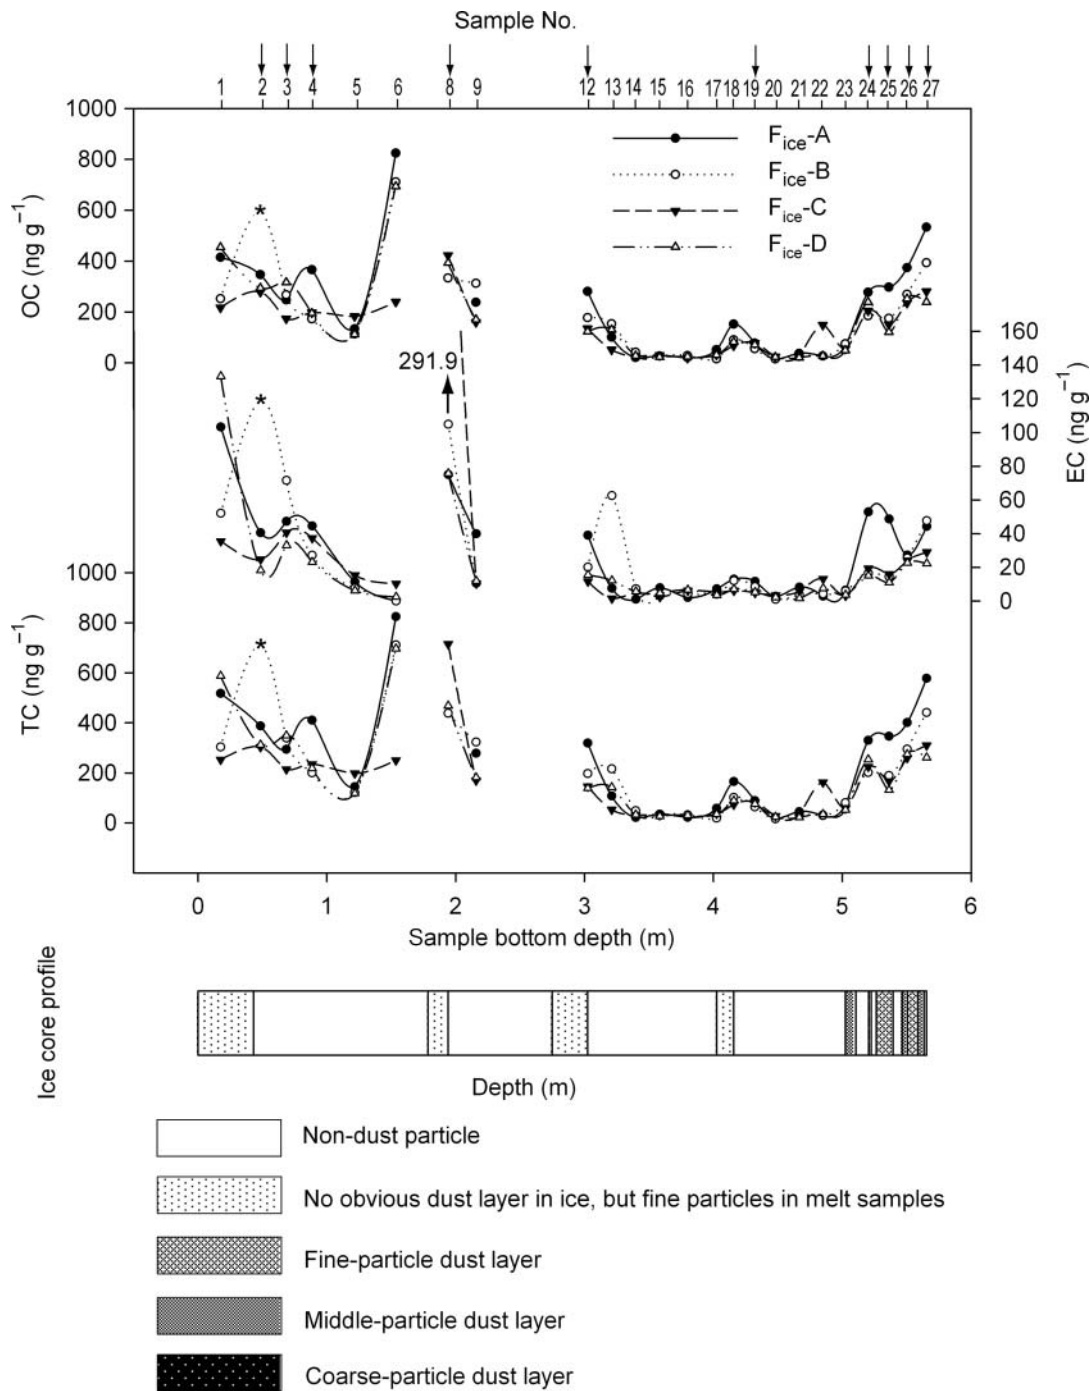 Sample No.
1 2 3 4 5 6 8 9 12 13 14 15 16 17 18 19 20 21 22 23 24 25 26 27
1000
800
600
400
200
0
OC (ng g⁻¹)
Fice-A
Fice-B
Fice-C
Fice-D
*
291.9
160
140
120
100
80
60
40
20
0
EC (ng g⁻¹)
*
1000
800
600
400
200
0
TC (ng g⁻¹)
*
0 1 2 3 4 5 6
Sample bottom depth (m)
Ice core profile
Depth (m)
Non-dust particle
No obvious dust layer in ice, but fine particles in melt samples
Fine-particle dust layer
Middle-particle dust layer
Coarse-particle dust layer